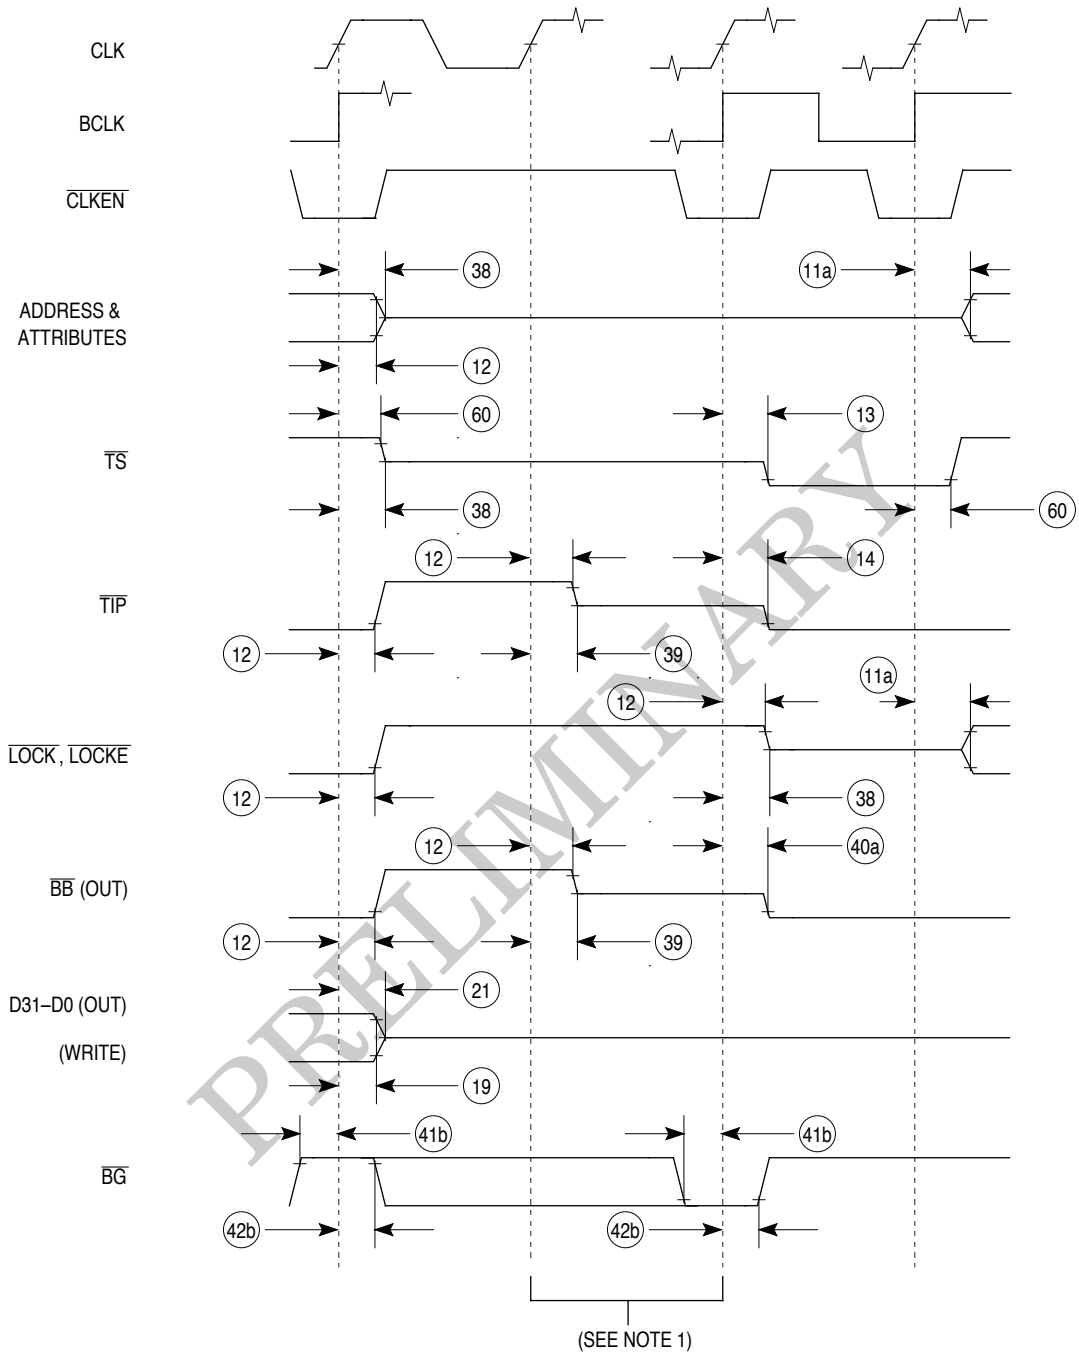 CLK
BCLK
CLKEN
38
11a
ADDRESS &
ATTRIBUTES
12
60
13
TS
38
60
12
14
TIP
12
39
11a
12
LOCK , LOCKE
12
38
12
40a
BB (OUT)
12
39
21
D31–D0 (OUT)
(WRITE)
19
41b
41b
BG
42b
42b
(SEE NOTE 1)
PRELIMINARY